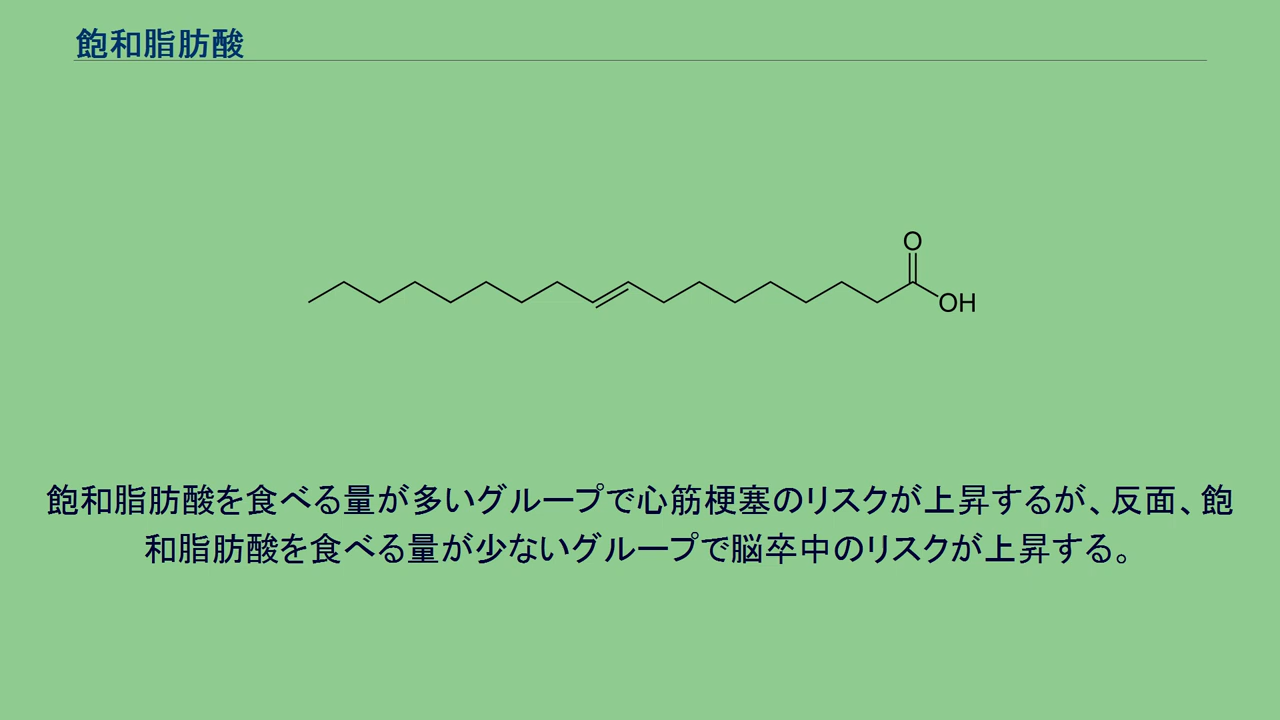 飽和脂肪酸
O
OH
飽和脂肪酸を食べる量が多いグループで心筋梗塞のリスクが上昇するが、反面、飽
和脂肪酸を食べる量が少ないグループで脳卒中のリスクが上昇する。